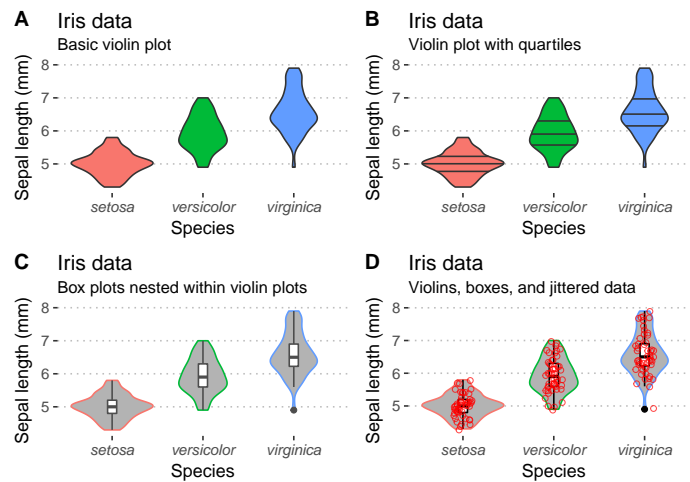 A Iris data
Basic violin plot
Sepal length (mm)
8
7
6
5
setosa versicolor virginica
Species
B Iris data
Violin plot with quartiles
Sepal length (mm)
8
7
6
5
setosa versicolor virginica
Species
C Iris data
Box plots nested within violin plots
Sepal length (mm)
8
7
6
5
setosa versicolor virginica
Species
D Iris data
Violins, boxes, and jittered data
Sepal length (mm)
8
7
6
5
setosa versicolor virginica
Species